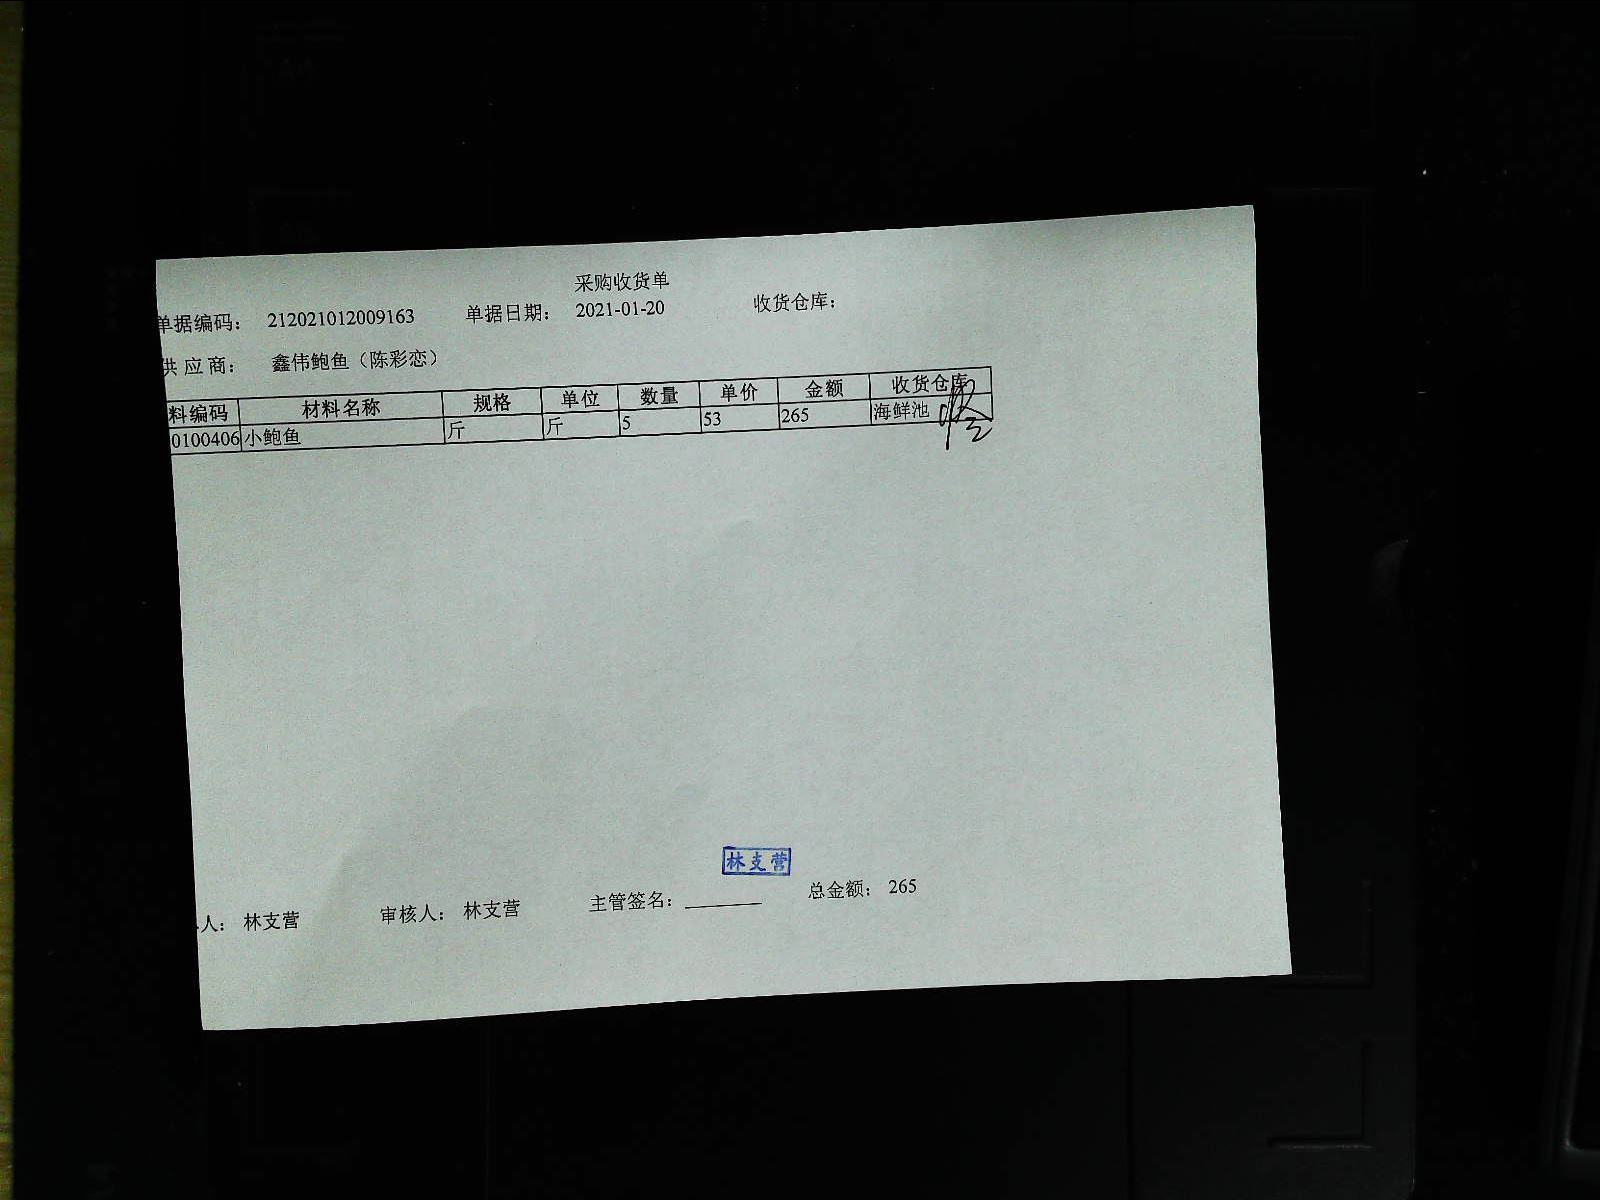 采购收货单
单据编码： 212021012009163 单据日期： 2021-01-20 收货仓库：
供应商： 鑫伟鲍鱼（陈彩恋）
料编码 材料名称 规格 单位 数量 单价 金额 收货仓库
0100406 小鲍鱼 斤 斤 5 53 265 海鲜池
林支营
人： 林支营 审核人： 林支营 主管签名： 总金额： 265